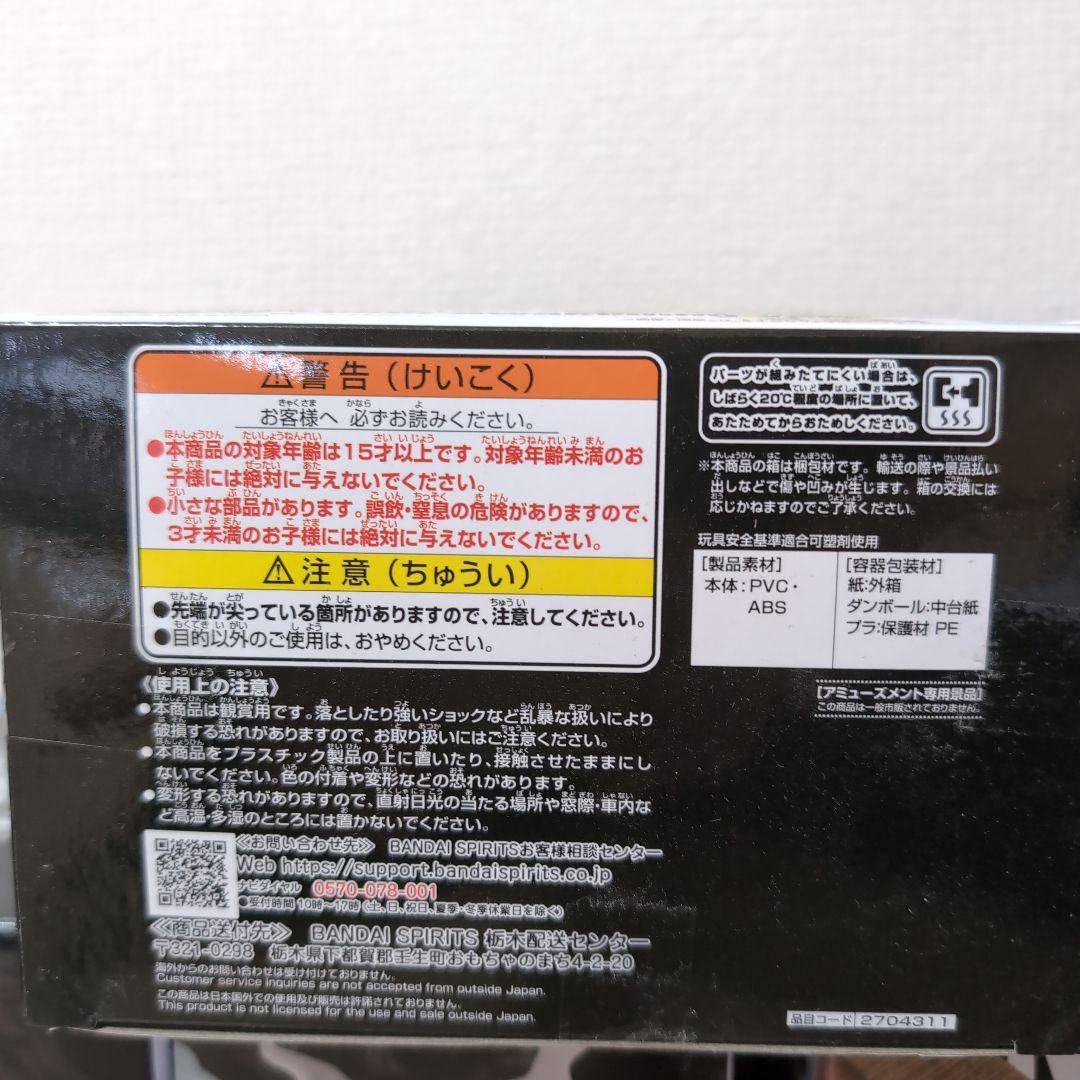 ⚠警告（けいこく）
お客様へ 必ずお読みください。
●本商品の対象年齢は15才以上です。対象年齢未満のお
子様には絶対に与えないでください。
●小さな部品があります。誤飲・窒息の危険がありますので、
3才未満のお子様には絶対に与えないでください。
⚠注意（ちゅうい）
●先端が尖っている箇所がありますので、注意してください。
●目的以外のご使用は、おやめください。
《使用上の注意》
●本商品は観賞用です。落としたり強いショックなど乱暴な扱いにより
破損する恐れがありますので、お取り扱いにはご注意ください。
●本商品をプラスチック製品の上に置いたり、接触させたままにし
ないでください。色の付着や変形などの恐れがあります。
●変形する恐れがありますので、直射日光の当たる場所や窓際・車内な
ど高温・多湿のところには置かないでください。
《お問い合わせ先》 BANDAI SPIRITSお客様相談センター
Web https://support.bandaispirits.co.jp
ナビダイヤル 0570-078-001
●受付時間 10時～17時（土、日、祝日、夏季・冬季休業日を除く）
《商品送付先》 BANDAI SPIRITS 栃木配送センター
〒321-0298 栃木県下都賀郡壬生町おもちゃのまち4-2-20
海外からのお問い合わせは受け付けておりません。
Customer service inquiries are not accepted from outside Japan.
この商品は日本国外での使用及び販売は許諾されておりません。
This product is not licensed for the use and sale outside Japan.
パーツが組みたてにくい場合は、
しばらく20℃程度の場所に置いて、
あたためてからおためしください。
※本商品の箱は梱包材です。輸送の際や景品払い
出しなどで傷や凹みが生じます。箱の交換には
応じかねますのでご了承ください。
玩具安全基準適合可塑剤使用
[製品素材]
本体：PVC・
ABS
[容器包装材]
紙：外箱
ダンボール：中台紙
プラ：保護材 PE
[アミューズメント専用景品]
この商品は一般市販されておりません。
品目コード 2704311